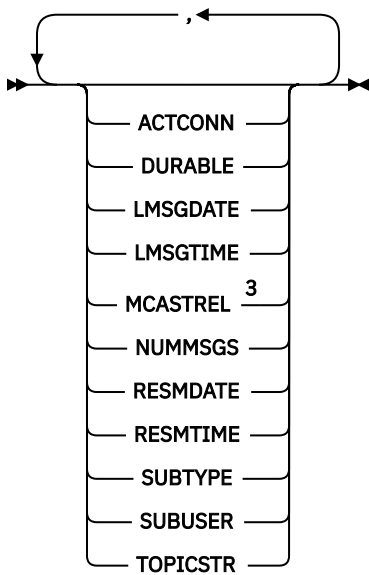 ,
ACTCONN
DURABLE
LMSGDATE
LMSGTIME
MCASTREL 3
NUMMSGS
RESMDATE
RESMTIME
SUBTYPE
SUBUSER
TOPICSTR